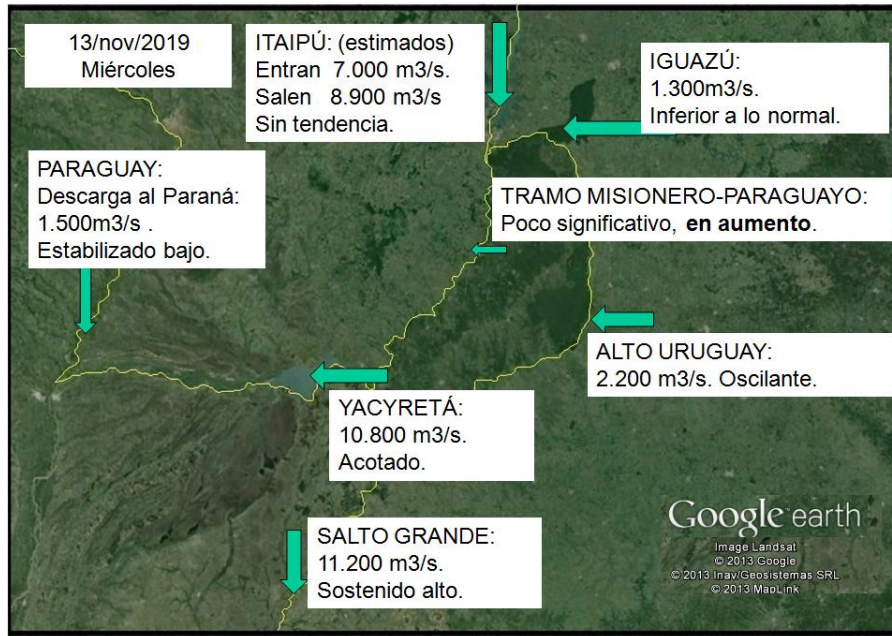 13/nov/2019
Miércoles
ITAIPÚ: (estimados)
Entran 7.000 m3/s.
Salen 8.900 m3/s
Sin tendencia.
IGUAZÚ:
1.300m3/s.
Inferior a lo normal.
PARAGUAY:
Descarga al Paraná:
1.500m3/s .
Estabilizado bajo.
TRAMO MISIONERO-PARAGUAYO:
Poco significativo, en aumento.
ALTO URUGUAY:
2.200 m3/s. Oscilante.
YACYRETÁ:
10.800 m3/s.
Acotado.
SALTO GRANDE:
11.200 m3/s.
Sostenido alto.
Google earth
Image Landsat
© 2013 Google
© 2013 Inav/Geosistemas SRL
© 2013 MapLink